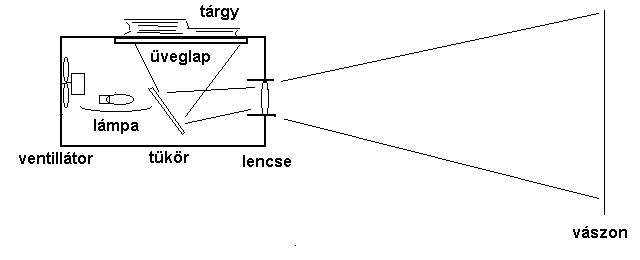 tárgy
üveglap
lámpa
ventillátor
tükör
lencse
vászon